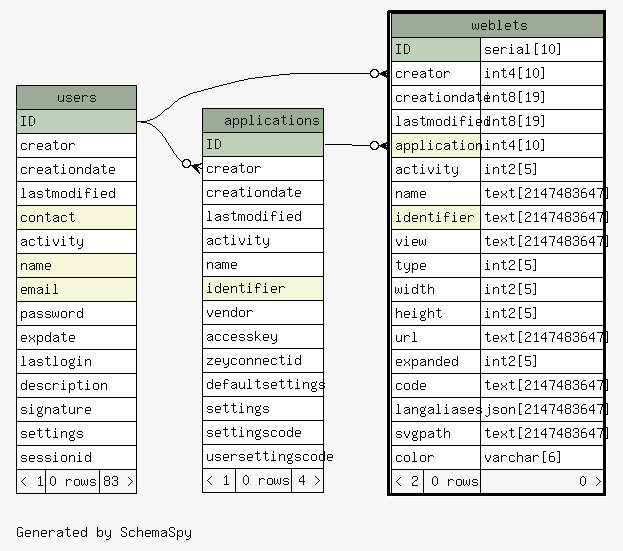 users
ID
creator
creationdate
lastmodified
contact
activity
name
email
password
expdate
lastlogin
description
signature
settings
sessionid
< 1 0 rows 83 >
applications
ID
creator
creationdate
lastmodified
activity
name
identifier
vendor
accesskey
zeyconnectid
defaultsettings
settings
settingscode
usersettingscode
< 1 0 rows 4 >
weblets
ID serial[10]
creator int4[10]
creationdate int8[19]
lastmodified int8[19]
application int4[10]
activity int2[5]
name text[2147483647]
identifier text[2147483647]
view text[2147483647]
type int2[5]
width int2[5]
height int2[5]
url text[2147483647]
expanded int2[5]
code text[2147483647]
langaliases json[2147483647]
svgpath text[2147483647]
color varchar[6]
< 2 0 rows 0 >
Generated by SchemaSpy